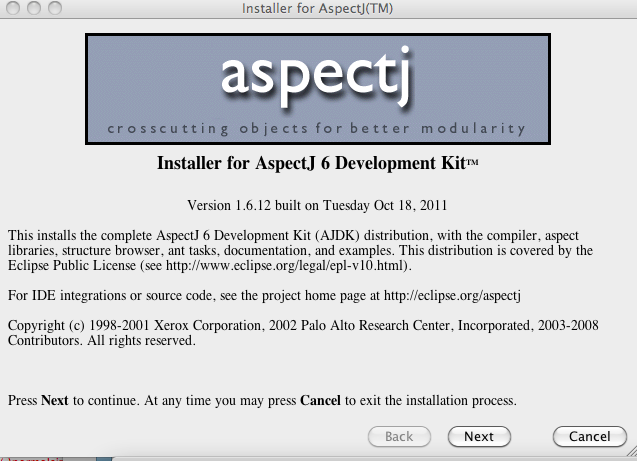 Installer for AspectJ(TM)
aspectj
crosscutting objects for better modularity
Installer for AspectJ 6 Development Kit™
Version 1.6.12 built on Tuesday Oct 18, 2011
This installs the complete AspectJ 6 Development Kit (AJDK) distribution, with the compiler, aspect
libraries, structure browser, ant tasks, documentation, and examples. This distribution is covered by the
Eclipse Public License (see http://www.eclipse.org/legal/epl-v10.html).
For IDE integrations or source code, see the project home page at http://eclipse.org/aspectj
Copyright (c) 1998-2001 Xerox Corporation, 2002 Palo Alto Research Center, Incorporated, 2003-2008
Contributors. All rights reserved.
Press Next to continue. At any time you may press Cancel to exit the installation process.
Back Next Cancel